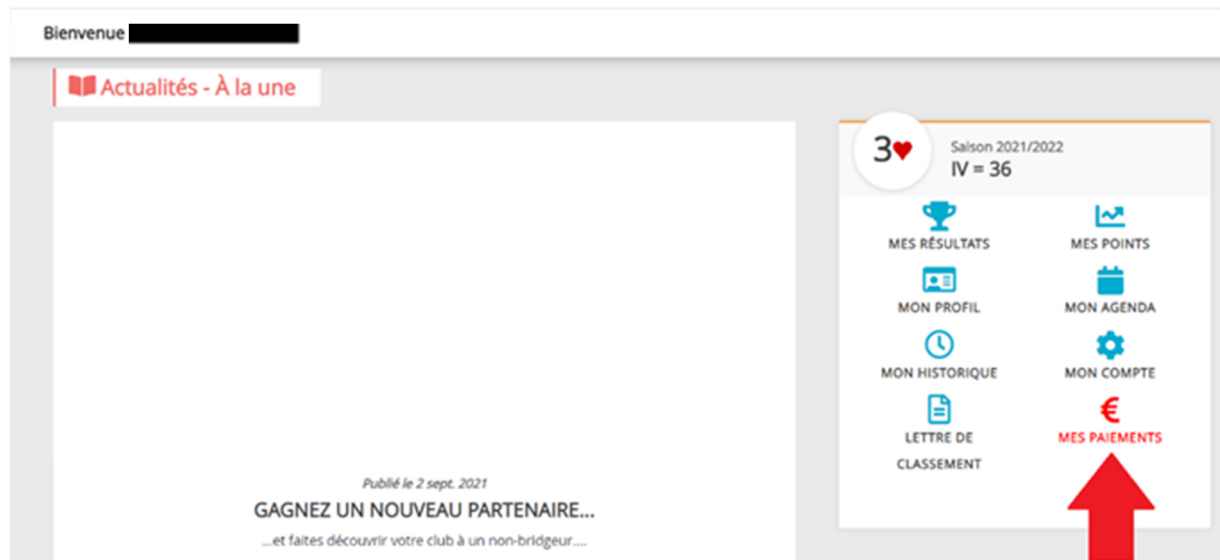 Bienvenue
Actualités - À la une
3♥
Saison 2021/2022
IV = 36
MES RÉSULTATS
MES POINTS
MON PROFIL
MON AGENDA
MON HISTORIQUE
MON COMPTE
LETTRE DE
CLASSEMENT
€
MES PAIEMENTS
Publié le 2 sept. 2021
GAGNEZ UN NOUVEAU PARTENAIRE...
...et faites découvrir votre club à un non-bridgeur....